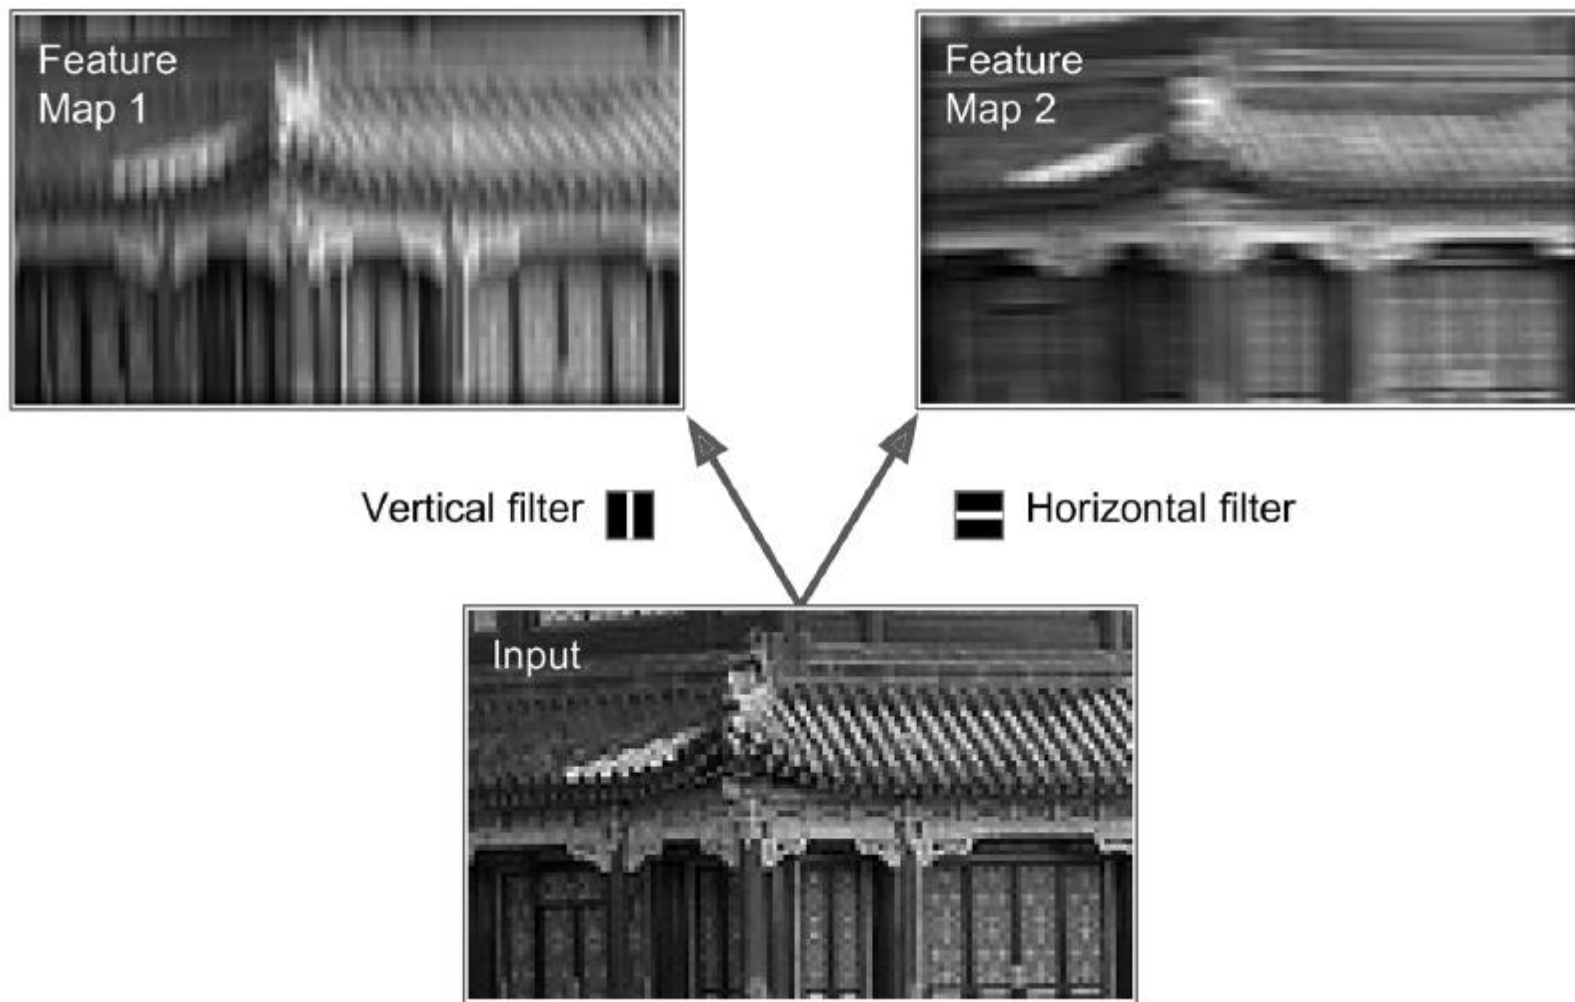 Feature
Map 1
Feature
Map 2
Vertical filter
Horizontal filter
Input